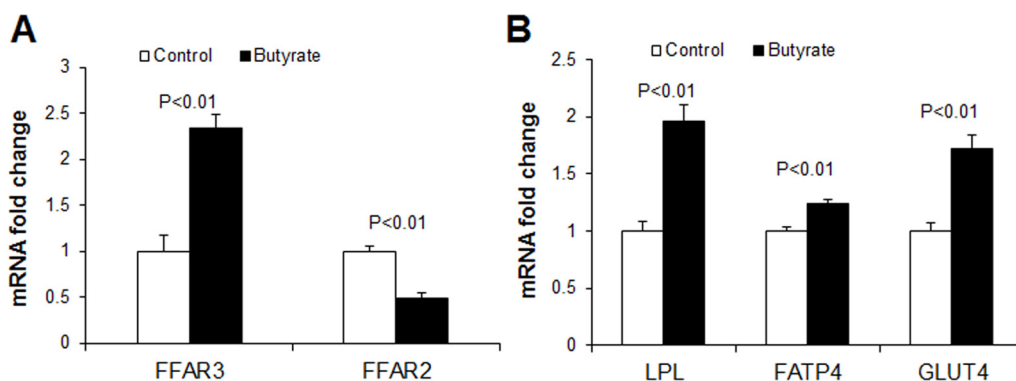 A
Control Butyrate
mRNA fold change
3
2.5
2
1.5
1
0.5
0
P<0.01
P<0.01
FFAR3 FFAR2
B
Control Butyrate
mRNA fold change
2.5
2
1.5
1
0.5
0
P<0.01
P<0.01
P<0.01
LPL FATP4 GLUT4